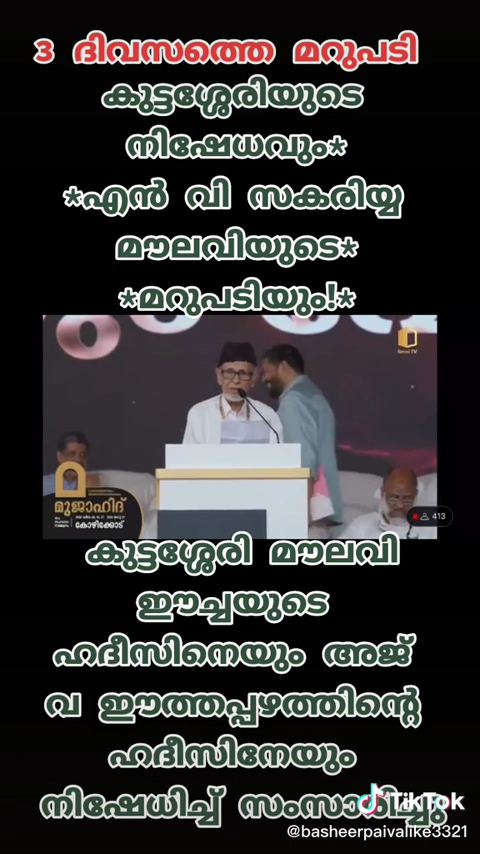 3 ദിവസത്തെ മറുപടി
കുട്ടശ്ശേരിയുടെ
നിഷേധവും*
*എൻ വി സകരിയ്യ
മൗലവിയുടെ*
*മറുപടിയും!*
മുജാഹിദ്
കോഴിക്കോട്
413
കുട്ടശ്ശേരി മൗലവി
ഈച്ചയുടെ
ഹദീസിനെയും അജ്
വ ഈത്തപ്പഴത്തിന്റെ
ഹദീസിനേയും
നിഷേധിച്ച് സംസാരിച്ചു
TikTok
@basheerpaivalike3321